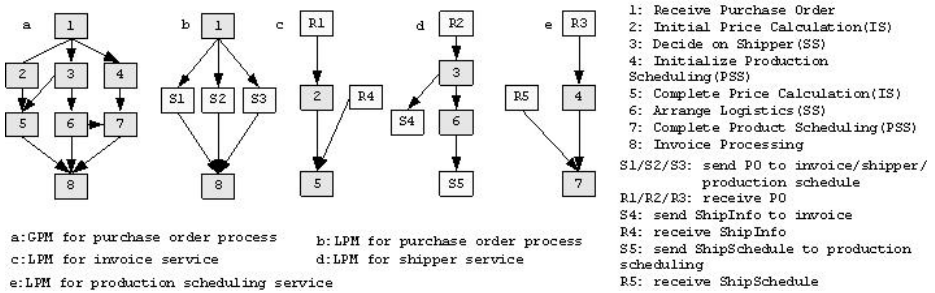 a
b
c
d
e
1
2
3
4
5
6
7
8
1
S1
S2
S3
8
R1
2
R4
5
R2
3
S4
6
S5
R3
R5
4
7
1: Receive Purchase Order
2: Initial Price Calculation(IS)
3: Decide on Shipper(SS)
4: Initialize Production
Scheduling(PSS)
5: Complete Price Calculation(IS)
6: Arrange Logistics(SS)
7: Complete Product Scheduling(PSS)
8: Invoice Processing
S1/S2/S3: send PO to invoice/shipper/
production schedule
R1/R2/R3: receive PO
S4: send ShipInfo to invoice
R4: receive ShipInfo
S5: send ShipSchedule to production
scheduling
R5: receive ShipSchedule
a:GPM for purchase order process
b:LPM for purchase order process
c:LPM for invoice service
d:LPM for shipper service
e:LPM for production scheduling service